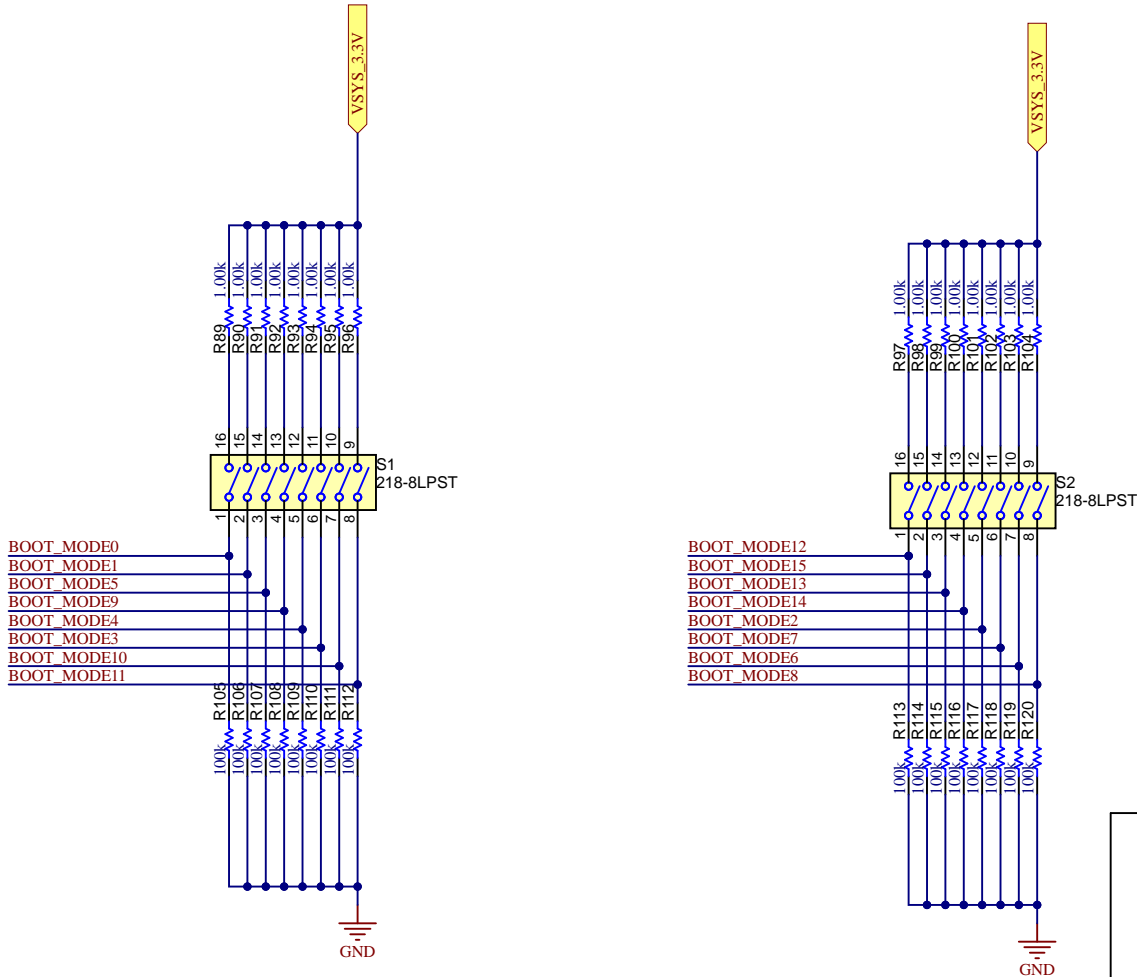 VSYS_3.3V
1.00k 1.00k 1.00k 1.00k 1.00k 1.00k 1.00k 1.00k
R89 R90 R91 R92 R93 R94 R95 R96
16 15 14 13 12 11 10 9
S1
218-8LPST
1 2 3 4 5 6 7 8
BOOT_MODE0
BOOT_MODE1
BOOT_MODE5
BOOT_MODE9
BOOT_MODE4
BOOT_MODE3
BOOT_MODE10
BOOT_MODE11
R105 R106 R107 R108 R109 R110 R111 R112
100k 100k 100k 100k 100k 100k 100k 100k
GND
VSYS_3.3V
1.00k 1.00k 1.00k 1.00k 1.00k 1.00k 1.00k 1.00k
R97 R98 R99 R100 R101 R102 R103 R104
16 15 14 13 12 11 10 9
S2
218-8LPST
1 2 3 4 5 6 7 8
BOOT_MODE12
BOOT_MODE15
BOOT_MODE13
BOOT_MODE14
BOOT_MODE2
BOOT_MODE7
BOOT_MODE6
BOOT_MODE8
R113 R114 R115 R116 R117 R118 R119 R120
100k 100k 100k 100k 100k 100k 100k 100k
GND